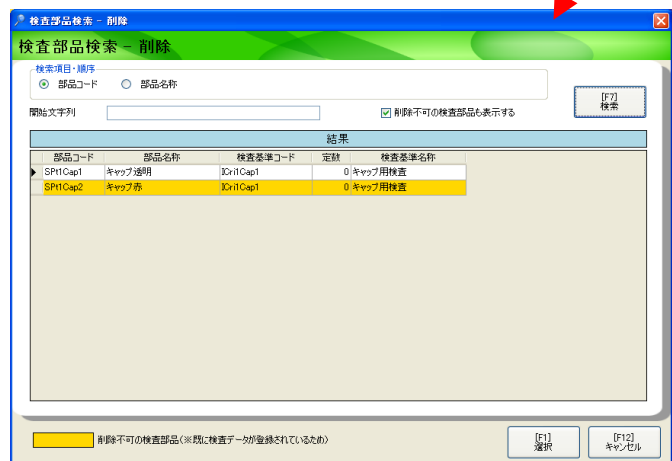 検査部品検索 - 削除
検査部品検索 - 削除
検索項目・順序
部品コード 部品名称
[F7]
検索
開始文字列 削除不可の検査部品も表示する
結果
部品コード 部品名称 検査基準コード 定数 検査基準名称
SPt1Cap1 キャップ透明 ICri1Cap1 0 キャップ用検査
SPt1Cap2 キャップ赤 ICri1Cap1 0 キャップ用検査
削除不可の検査部品(※既に検査データが登録されているため)
[F1]
選択
[F12]
キャンセル